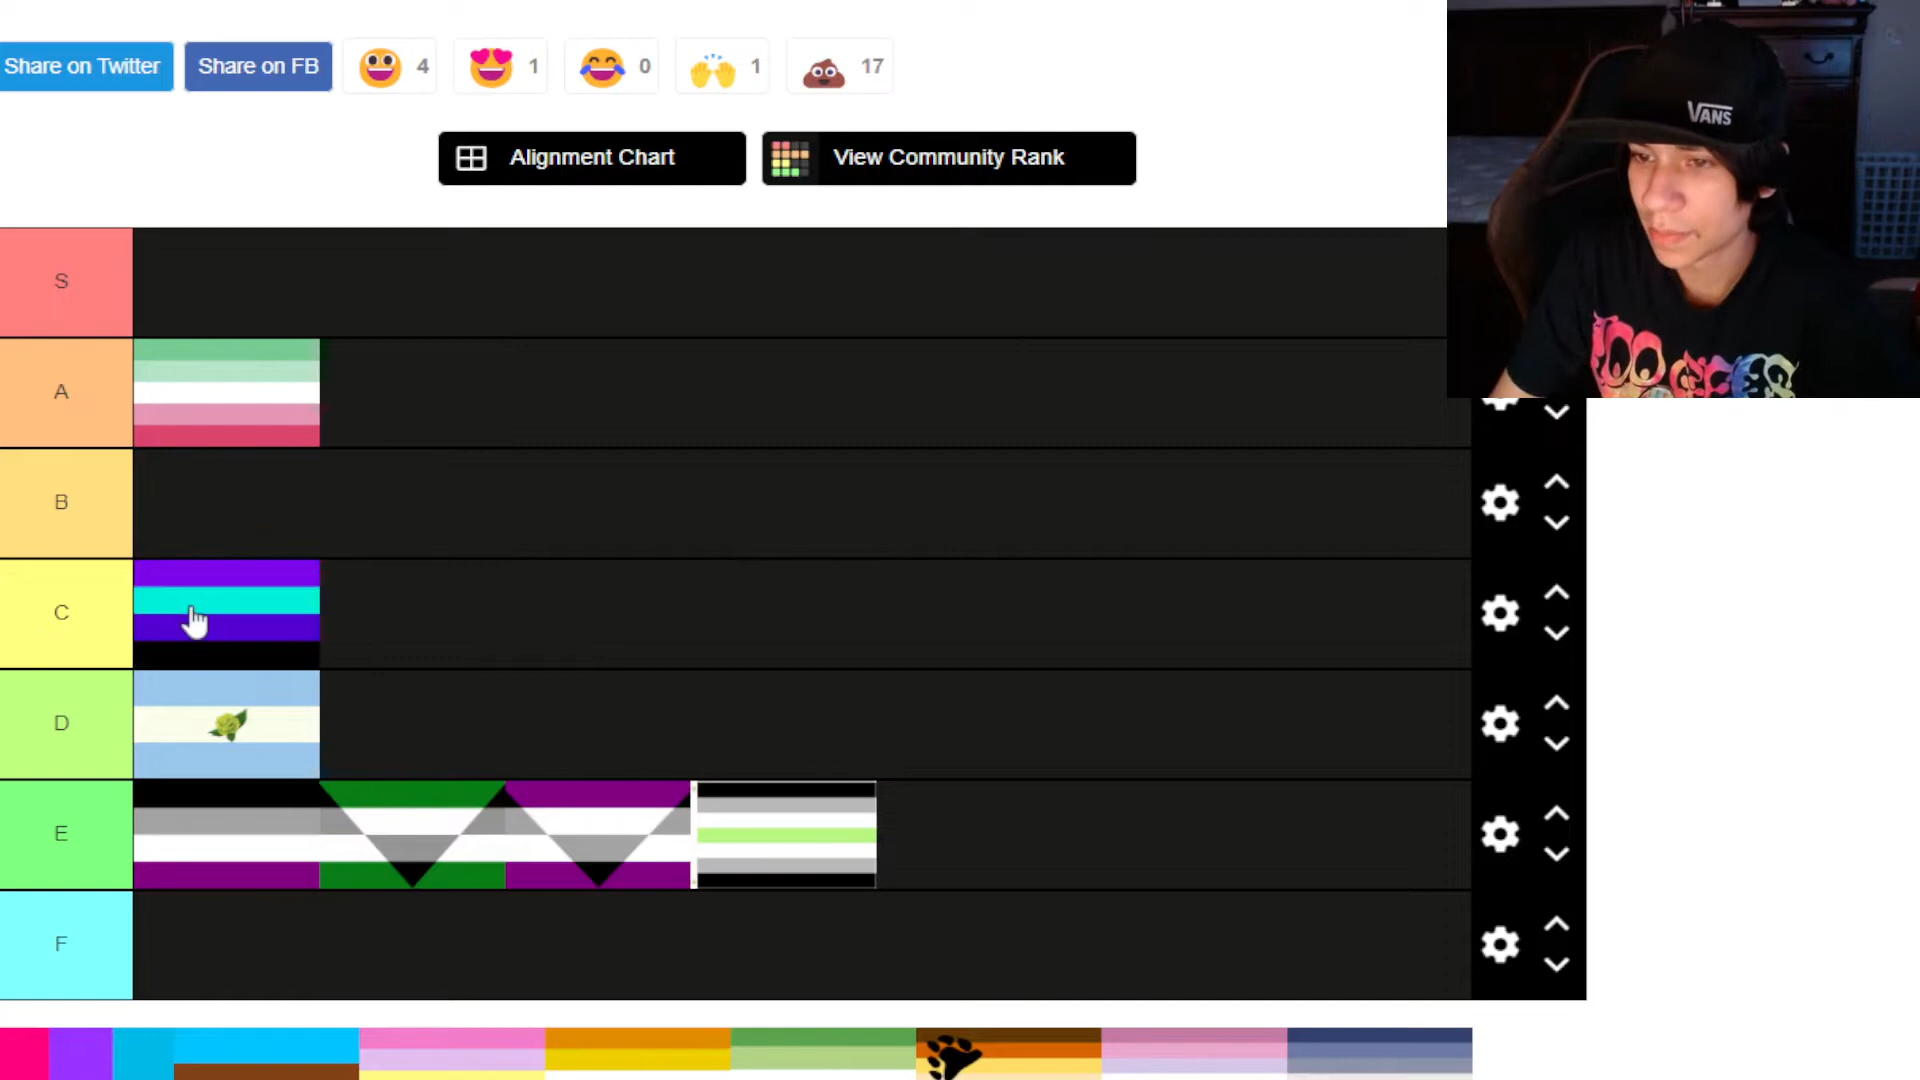 Share on Twitter Share on FB 4 1 0 1 17
VANS
Alignment Chart View Community Rank
S
A
B
C
D
E
F